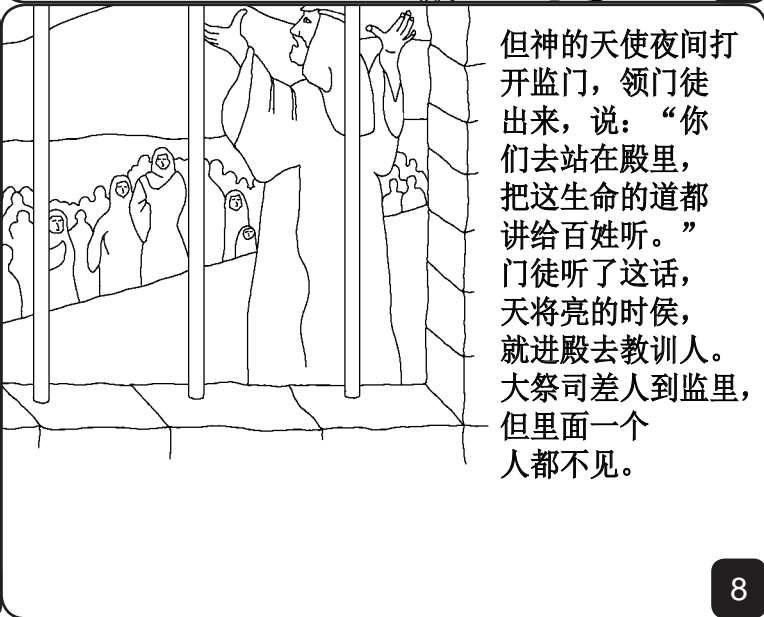 但神的天使夜间打
开监门，领门徒
出来，说：“你
们去站在殿里，
把这生命的道都
讲给百姓听。”
门徒听了这话，
天将亮的时侯，
就进殿去教训人。
大祭司差人到监里，
但里面一个
人都不见。
8